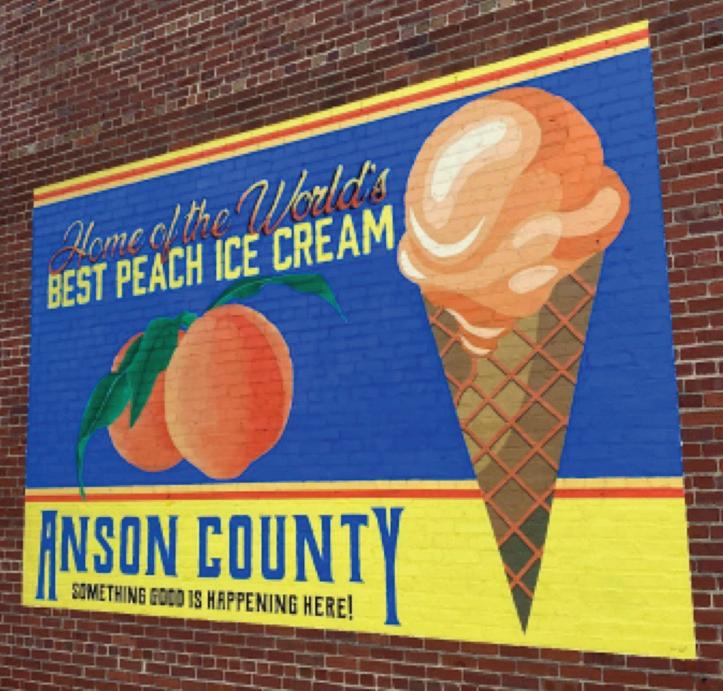 Home of the World's
BEST PEACH ICE CREAM
ANSON COUNTY
SOMETHING GOOD IS HAPPENING HERE!